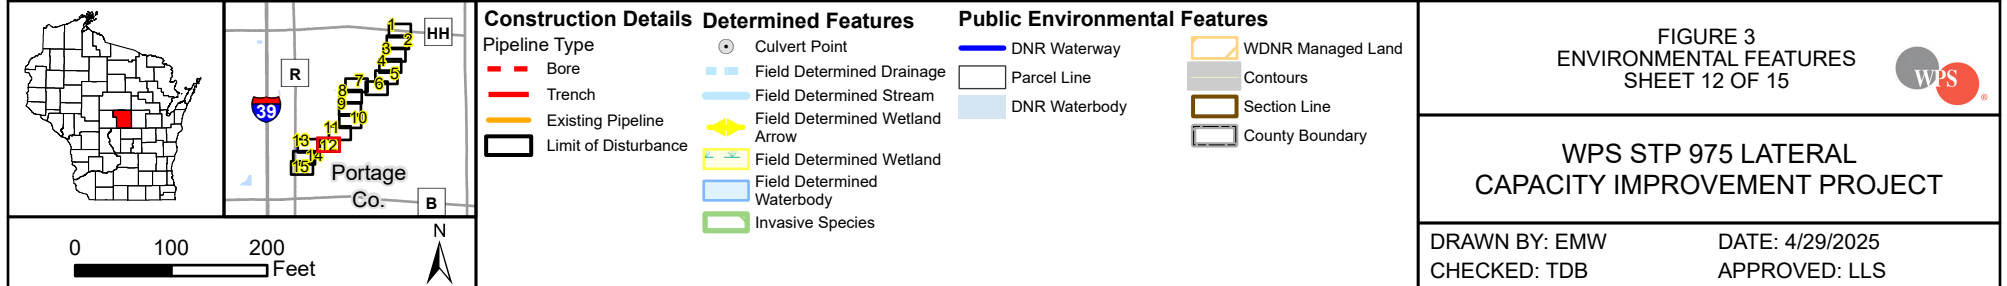 1
2
3
4
5
6
7
8
9
10
11
12
13
14
15
HH
R
39
B
Portage
Co.
0 100 200
Feet
N
Construction Details
Pipeline Type
Bore
Trench
Existing Pipeline
Limit of Disturbance
Determined Features
Culvert Point
Field Determined Drainage
Field Determined Stream
Field Determined Wetland
Arrow
Field Determined Wetland
Field Determined
Waterbody
Invasive Species
Public Environmental Features
DNR Waterway
Parcel Line
DNR Waterbody
WDNR Managed Land
Contours
Section Line
County Boundary
FIGURE 3
ENVIRONMENTAL FEATURES
SHEET 12 OF 15
WPS
®
WPS STP 975 LATERAL
CAPACITY IMPROVEMENT PROJECT
DRAWN BY: EMW DATE: 4/29/2025
CHECKED: TDB APPROVED: LLS